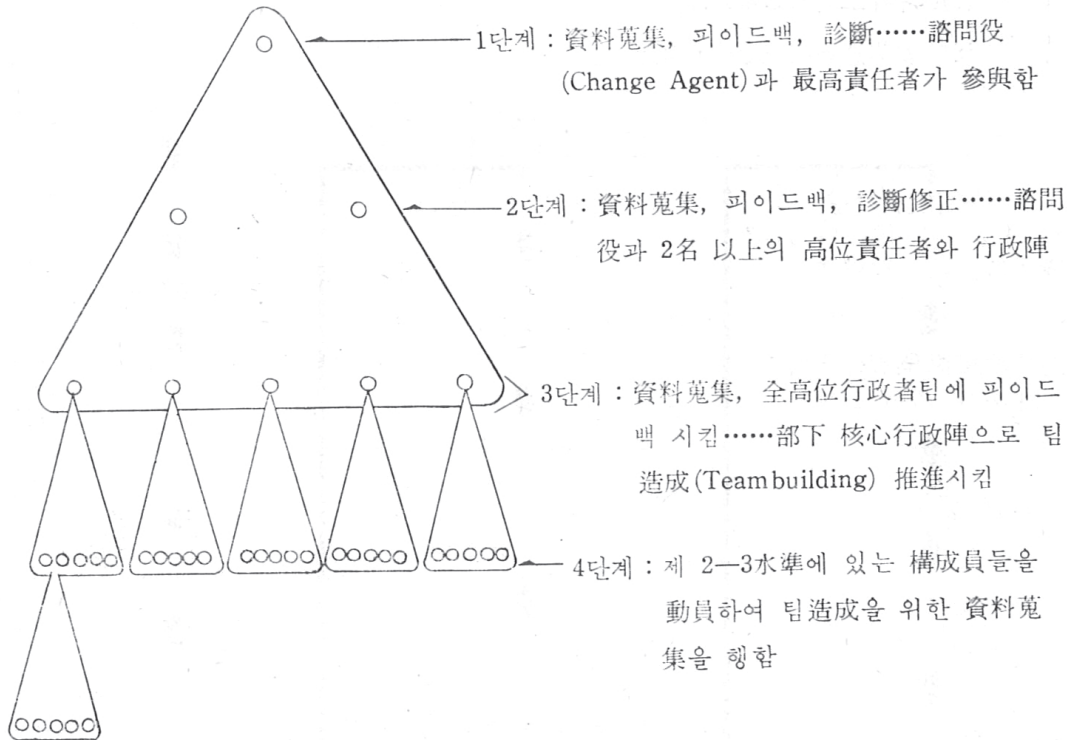 1단계 : 資料蒐集, 피이드백, 診斷……諮問役
(Change Agent)과 最高責任者가 參與함
2단계 : 資料蒐集, 피이드백, 診斷修正……諮問
役과 2名 以上의 高位責任者와 行政陣
3단계 : 資料蒐集, 全高位行政者팀에 피이드
백 시킴……部下 核心行政陣으로 팀
造成(Teambuilding) 推進시킴
4단계 : 제 2—3水準에 있는 構成員들을
動員하여 팀造成을 위한 資料蒐
集을 행함